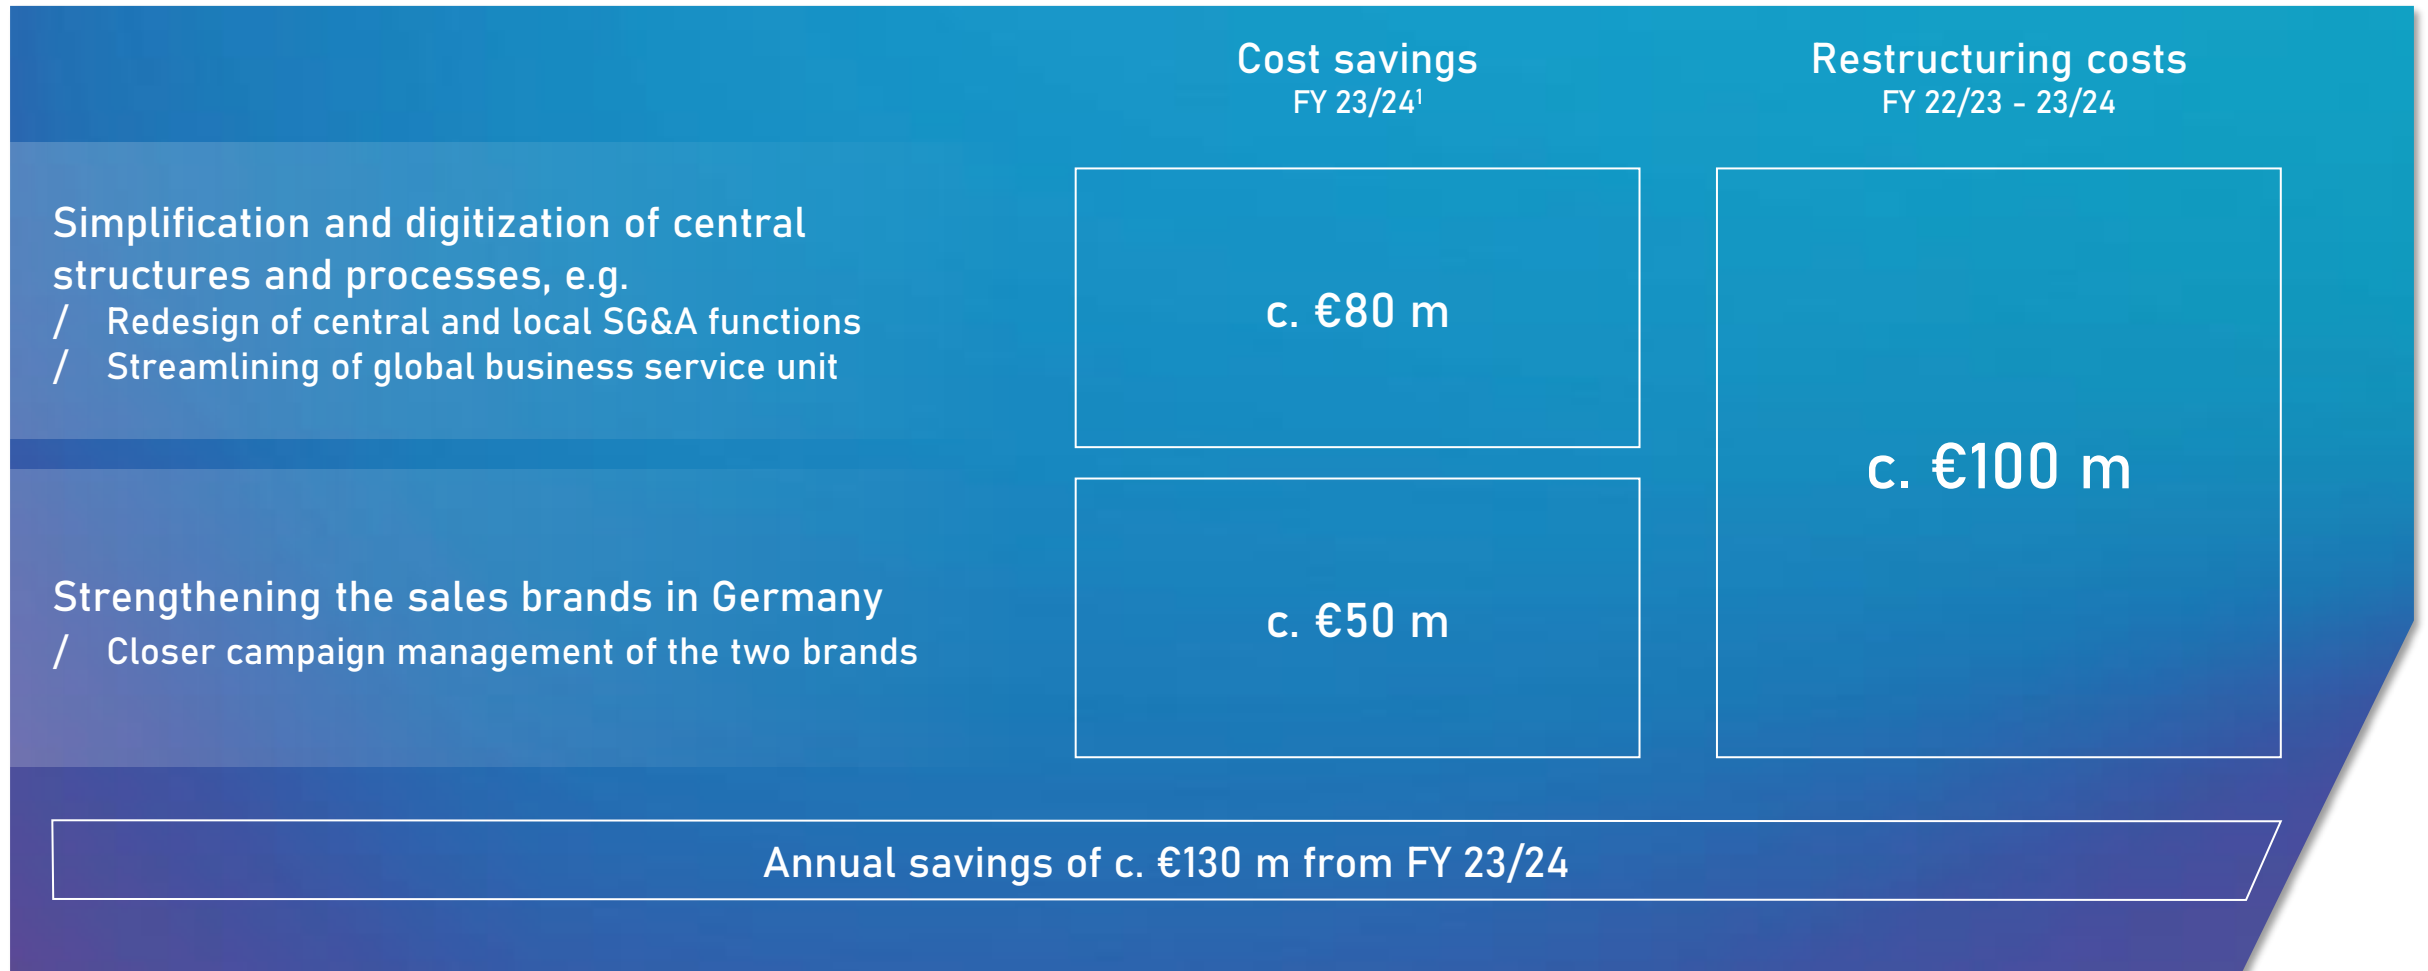 Cost savings
FY 23/24¹
Restructuring costs
FY 22/23 - 23/24
Simplification and digitization of central
structures and processes, e.g.
/ Redesign of central and local SG&A functions
/ Streamlining of global business service unit
c. €80 m
c. €100 m
Strengthening the sales brands in Germany
/ Closer campaign management of the two brands
c. €50 m
Annual savings of c. €130 m from FY 23/24